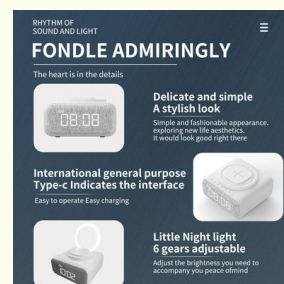 RHYTHM OF
SOUND AND LIGHT
FONDLE ADMIRINGLY
The heart is in the details
Delicate and simple
A stylish look
Simple and fashionable appearance.
exploring new life aesthetics.
It would look good right there
08:08
International general purpose
Type-c Indicates the interface
Easy to operate Easy charging
Little Night light
6 gears adjustable
Adjust the brightness you need to
accompany you peace ofmind